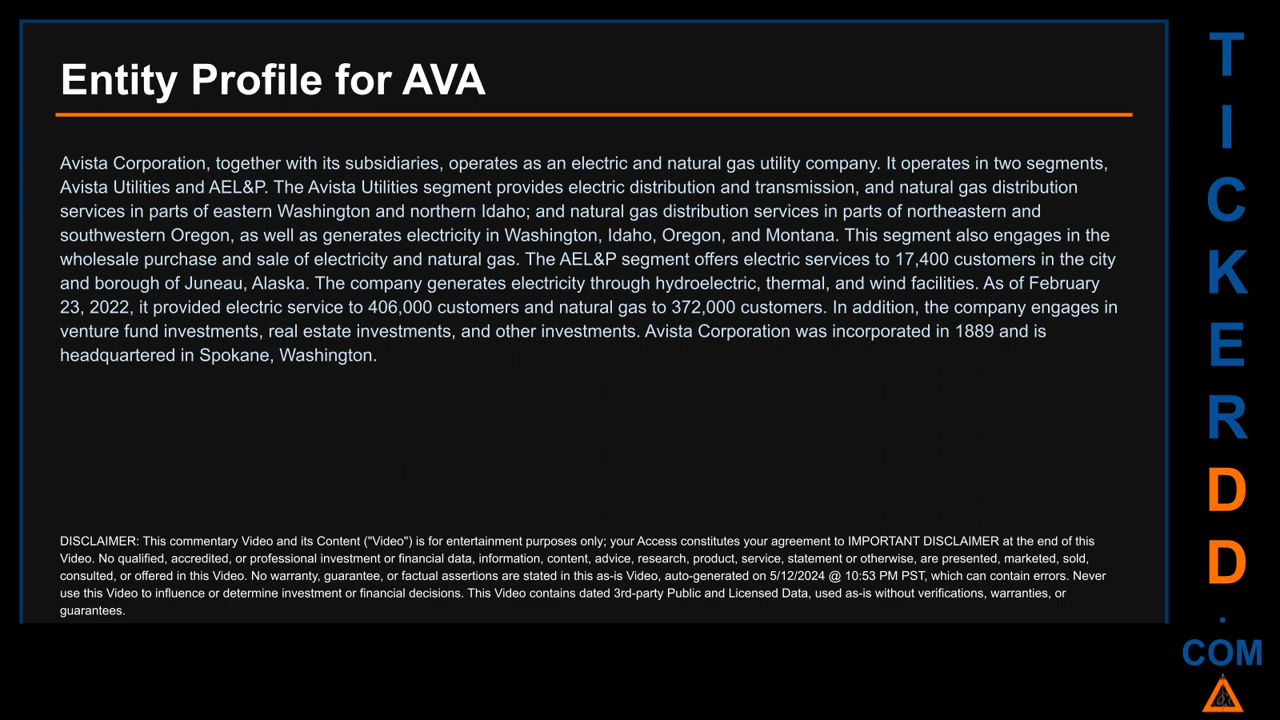 Entity Profile for AVA
Avista Corporation, together with its subsidiaries, operates as an electric and natural gas utility company. It operates in two segments,
Avista Utilities and AEL&P. The Avista Utilities segment provides electric distribution and transmission, and natural gas distribution
services in parts of eastern Washington and northern Idaho; and natural gas distribution services in parts of northeastern and
southwestern Oregon, as well as generates electricity in Washington, Idaho, Oregon, and Montana. This segment also engages in the
wholesale purchase and sale of electricity and natural gas. The AEL&P segment offers electric services to 17,400 customers in the city
and borough of Juneau, Alaska. The company generates electricity through hydroelectric, thermal, and wind facilities. As of February
23, 2022, it provided electric service to 406,000 customers and natural gas to 372,000 customers. In addition, the company engages in
venture fund investments, real estate investments, and other investments. Avista Corporation was incorporated in 1889 and is
headquartered in Spokane, Washington.
DISCLAIMER: This commentary Video and its Content ("Video") is for entertainment purposes only; your Access constitutes your agreement to IMPORTANT DISCLAIMER at the end of this
Video. No qualified, accredited, or professional investment or financial data, information, content, advice, research, product, service, statement or otherwise, are presented, marketed, sold,
consulted, or offered in this Video. No warranty, guarantee, or factual assertions are stated in this as-is Video, auto-generated on 5/12/2024 @ 10:53 PM PST, which can contain errors. Never
use this Video to influence or determine investment or financial decisions. This Video contains dated 3rd-party Public and Licensed Data, used as-is without verifications, warranties, or
guarantees.
TICKERDD
.
COM